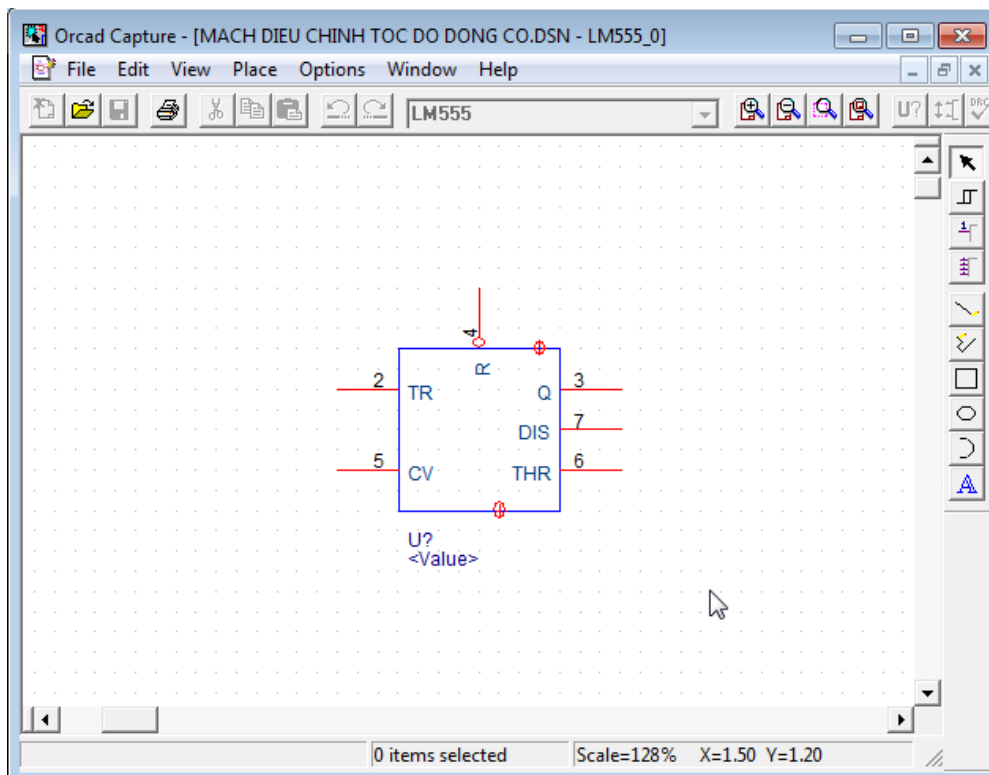 Orcad Capture - [MACH DIEU CHINH TOC DO DONG CO.DSN - LM555_0]
File Edit View Place Options Window Help
LM555
U?
DRC
1
4
R
2
TR
Q
3
DIS
7
5
CV
THR
6
U?
<Value>
A
0 items selected
Scale=128% X=1.50 Y=1.20